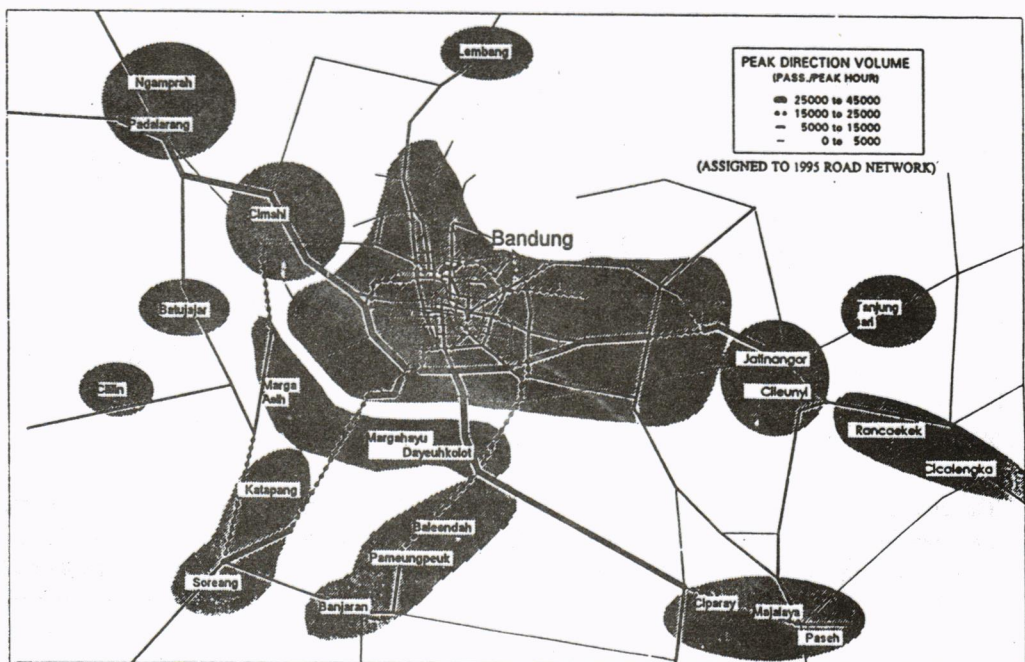 Lembang
PEAK DIRECTION VOLUME
(PASS./PEAK HOUR)
25000 to 45000
15000 to 25000
5000 to 15000
0 to 5000
(ASSIGNED TO 1995 ROAD NETWORK)
Ngamprah
Padalarang
Cimahi
Bandung
Batujajar
Tanjung
sari
Jatinangor
Cililin
Marga
Asih
Cileunyi
Margahayu
Dayeuhkolot
Rancaekek
Cicalengka
Katapang
Baleendah
Pameungpeuk
Soreang
Banjaran
Ciparay
Majalaya
Paseh